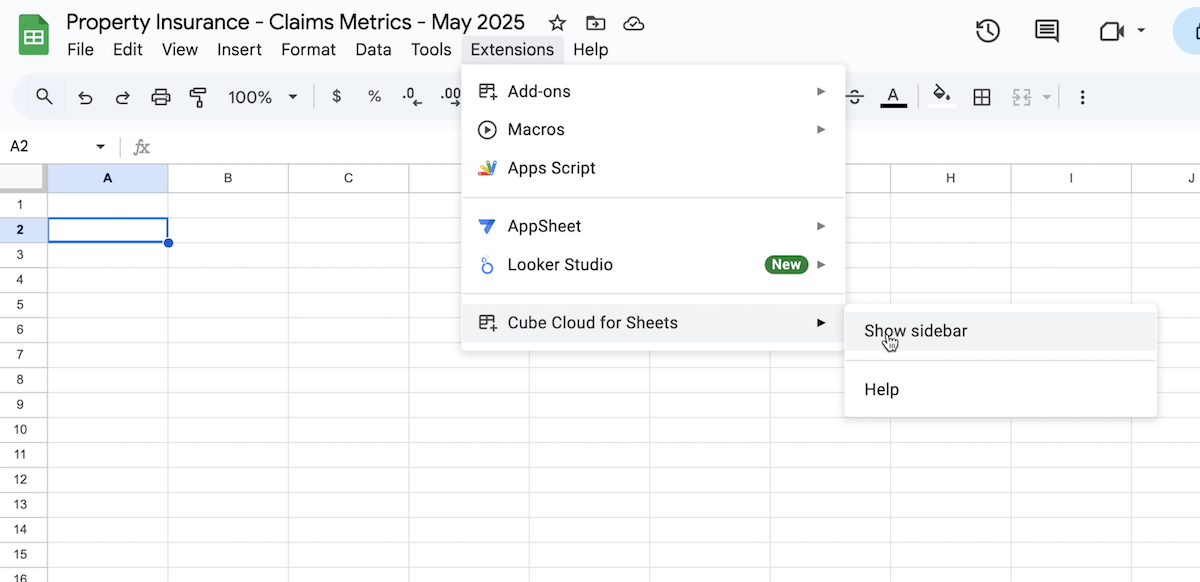 Property Insurance - Claims Metrics - May 2025
File Edit View Insert Format Data Tools Extensions Help
100% $ % .0 .00 A
A2 fx
A B C H I J
1
2
3
4
5
6
7
8
9
10
11
12
13
14
15
16
Add-ons
Macros
Apps Script
AppSheet
Looker Studio New
Cube Cloud for Sheets
Show sidebar
Help